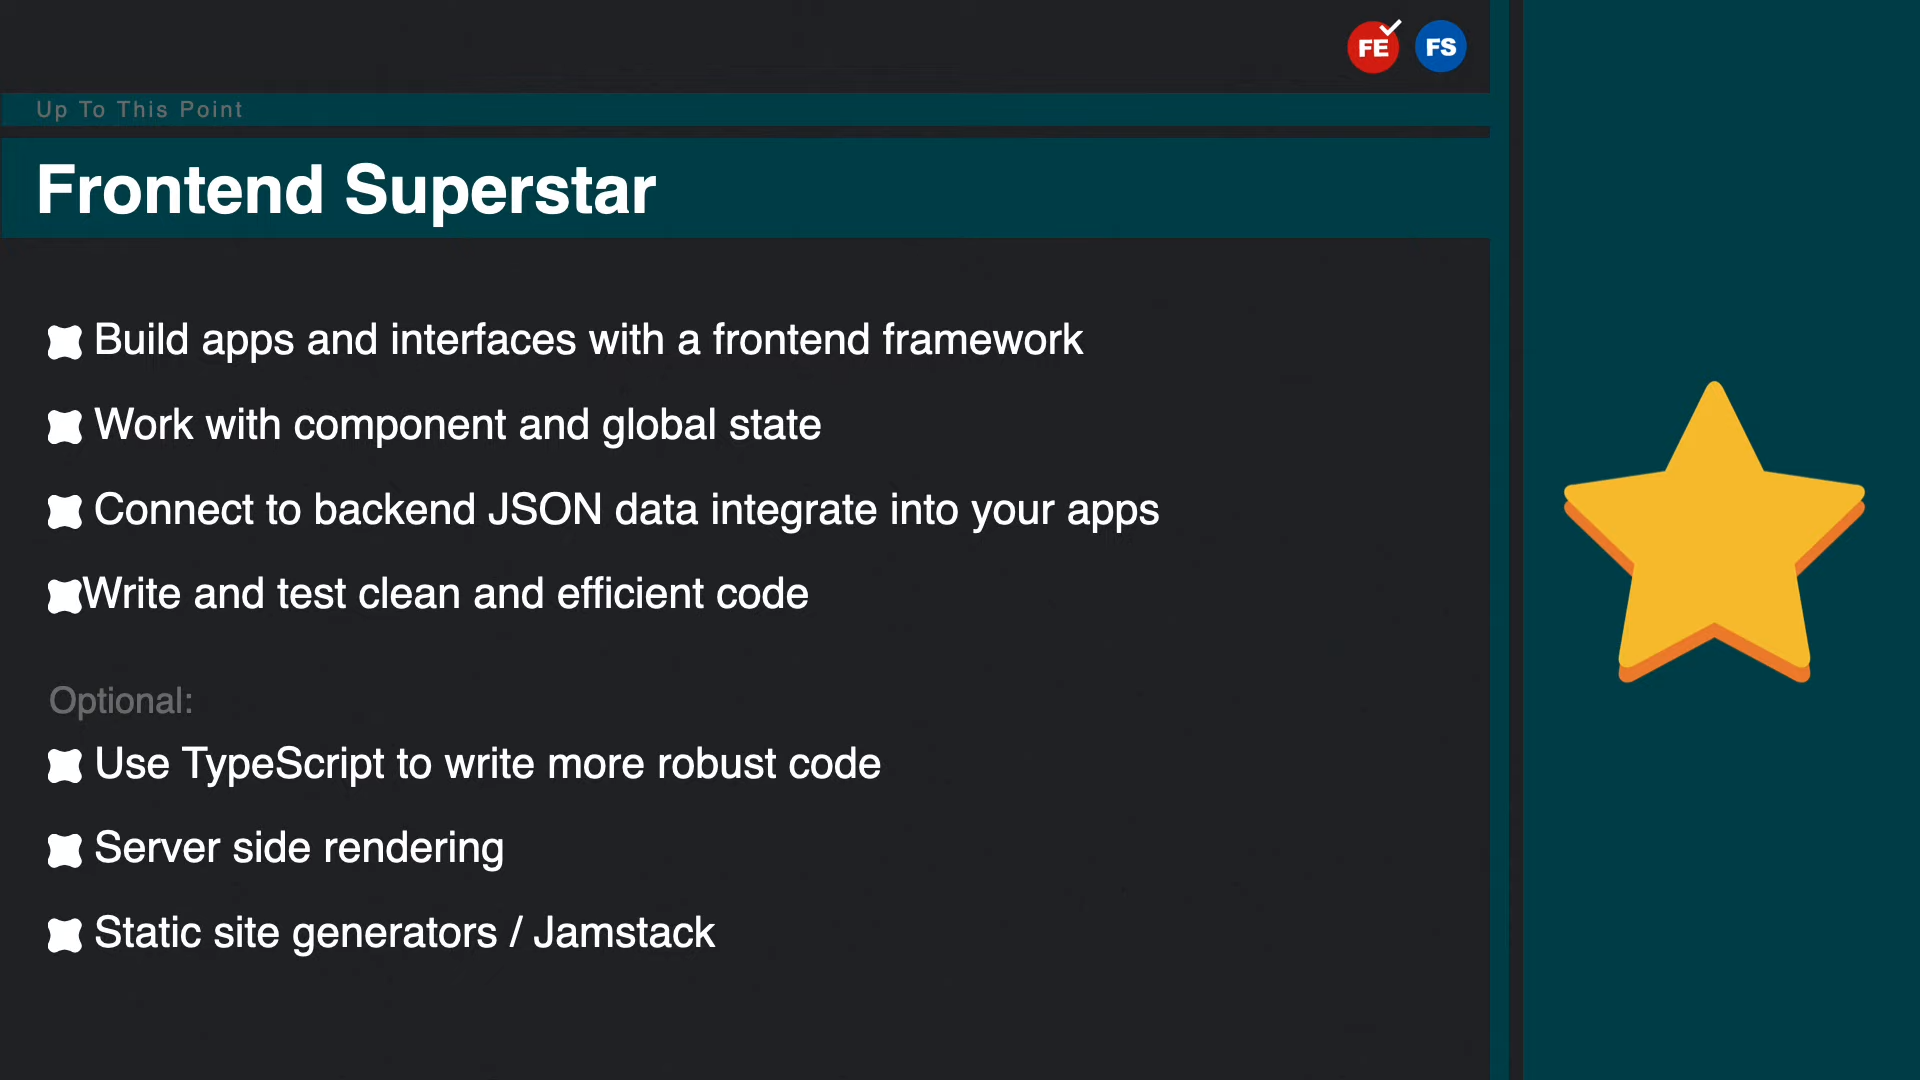 FE FS
Up To This Point
Frontend Superstar
Build apps and interfaces with a frontend framework
Work with component and global state
Connect to backend JSON data integrate into your apps
Write and test clean and efficient code
Optional:
Use TypeScript to write more robust code
Server side rendering
Static site generators / Jamstack